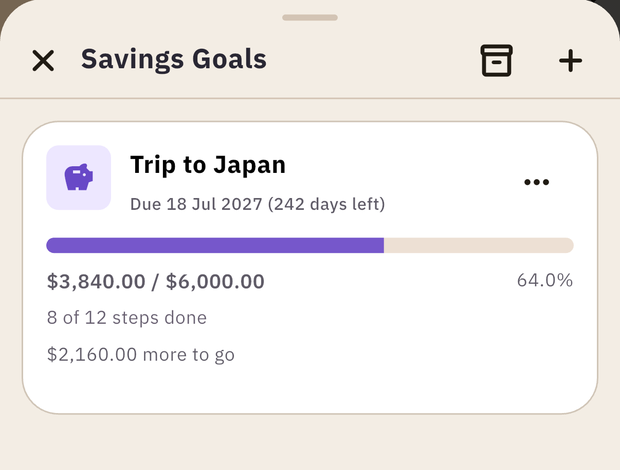 Savings Goals
Trip to Japan
Due 18 Jul 2027 (242 days left)
$3,840.00 / $6,000.00
64.0%
8 of 12 steps done
$2,160.00 more to go